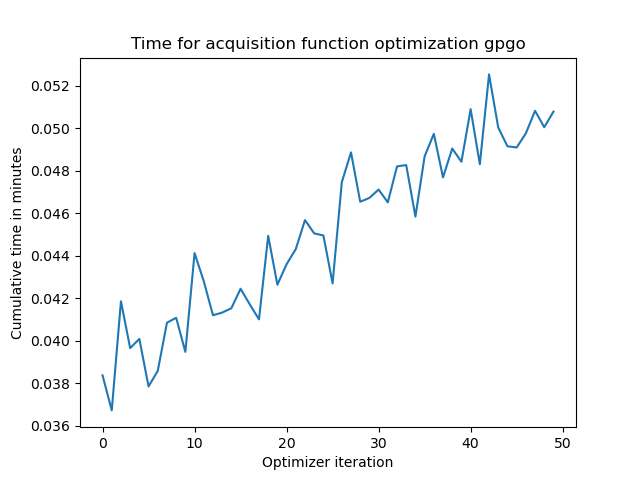 Time for acquisition function optimization gpgo
0.052
0.050
0.048
0.046
0.044
0.042
0.040
0.038
0.036
Cumulative time in minutes
0 10 20 30 40 50
Optimizer iteration